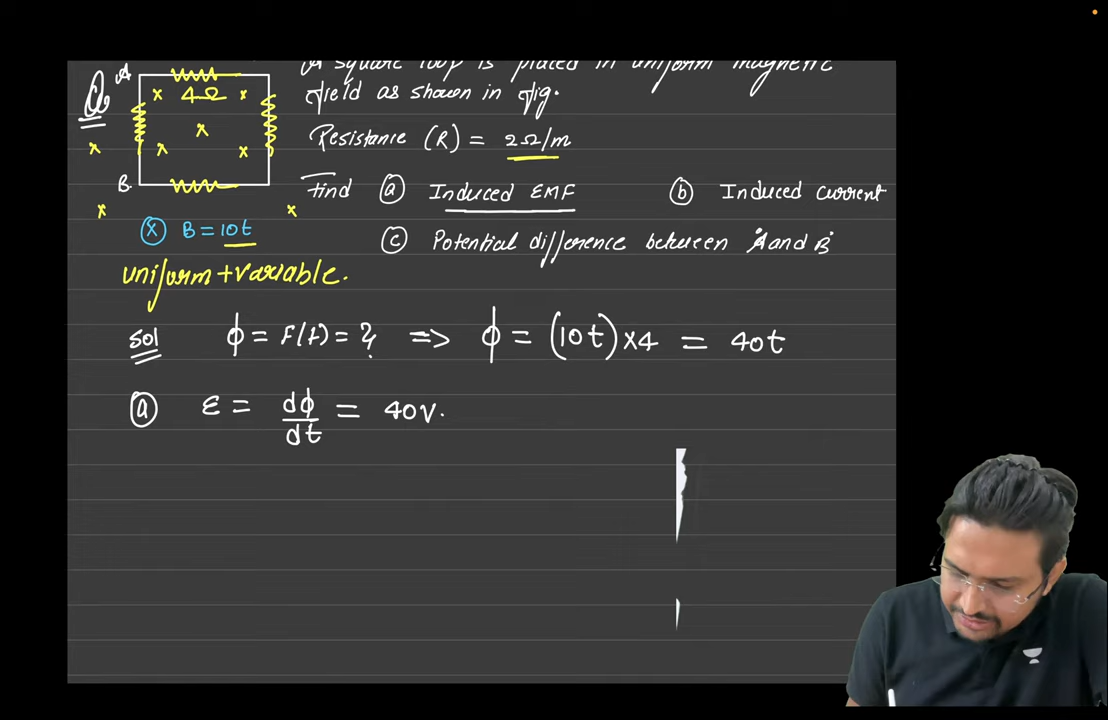 A square loop is placed in uniform magnetic
field as shown in fig.
A
4Ω
Resistance (R) = 2Ω/m
B
Find (a) Induced EMF (b) Induced current
(x) B = 10t
(c) Potential difference between A and B
uniform + variable.
Sol ϕ = f(t) = ? => ϕ = (10t) x4 = 40t
(a) ε = dϕ/dt = 40V.